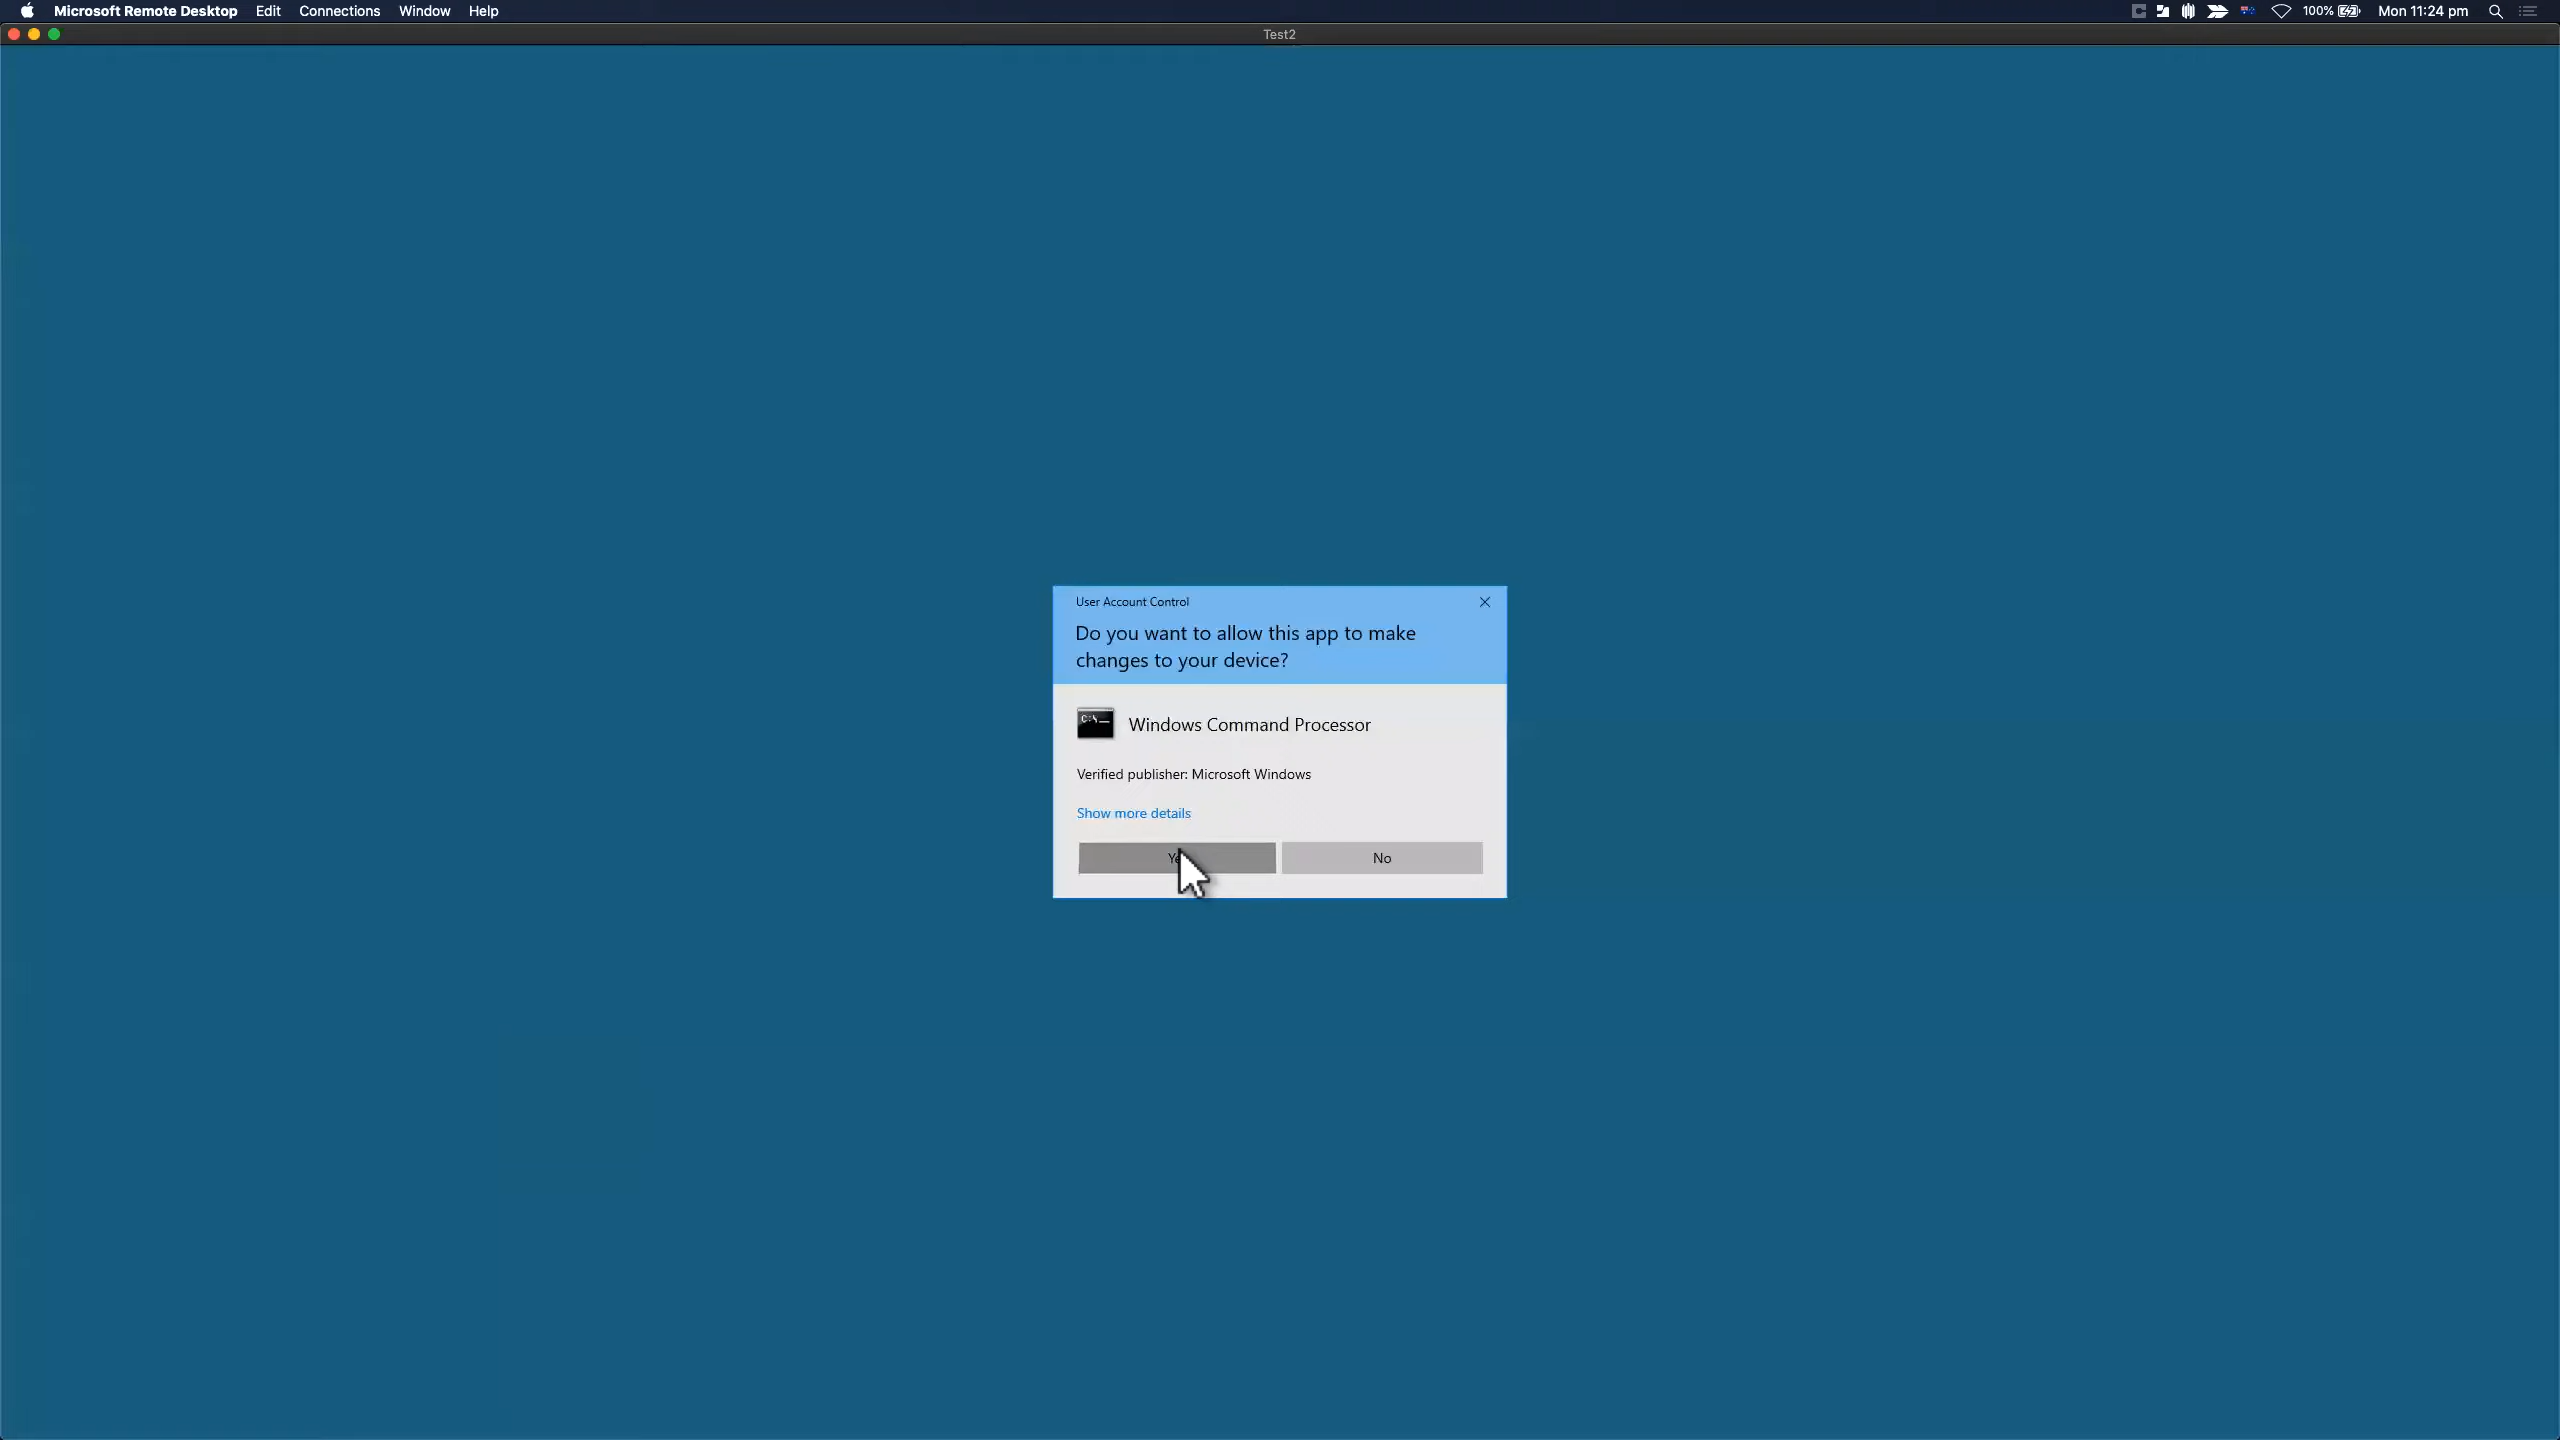 Microsoft Remote Desktop Edit Connections Window Help 100% Mon 11:24 pm
Test2
User Account Control
Do you want to allow this app to make
changes to your device?
C:\
Windows Command Processor
Verified publisher: Microsoft Windows
Show more details
No